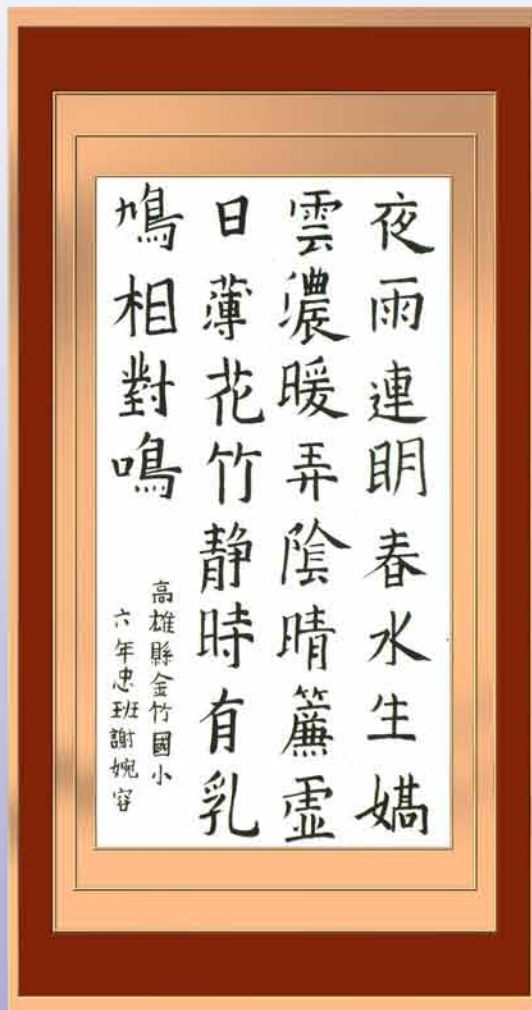 夜雨連明春水生嬌
雲濃暖弄陰晴簾虛
日薄花竹静時有乳
鳩相對鳴
高雄縣金竹國小
六年忠班謝婉容